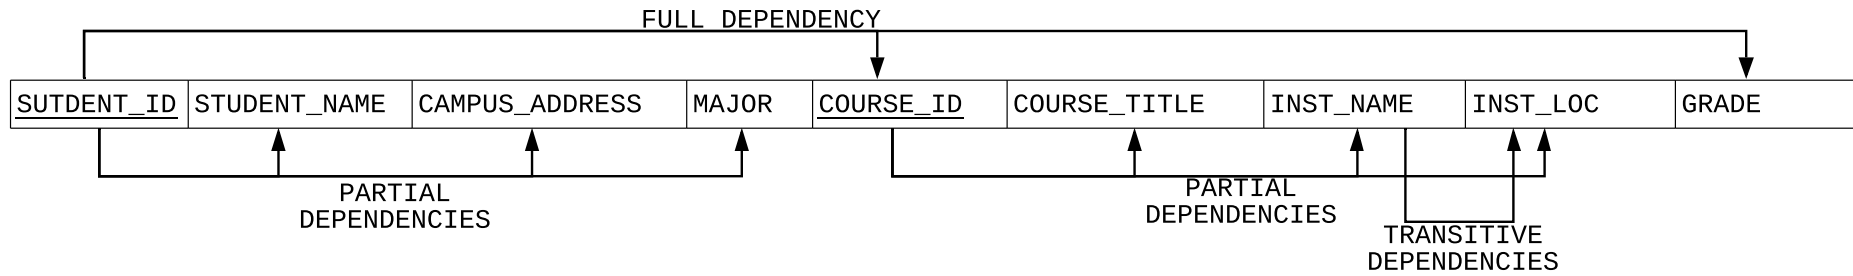 FULL DEPENDENCY
SUTDENT_ID STUDENT_NAME CAMPUS_ADDRESS MAJOR COURSE_ID COURSE_TITLE INST_NAME INST_LOC GRADE
PARTIAL
DEPENDENCIES
PARTIAL
DEPENDENCIES
TRANSITIVE
DEPENDENCIES